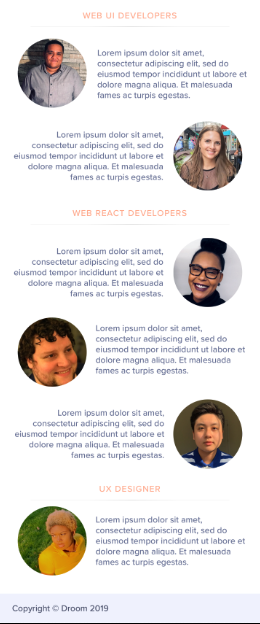 WEB UI DEVELOPERS
Lorem ipsum dolor sit amet,
consectetur adipiscing elit, sed do
eiusmod tempor incididunt ut labore et
dolore magna aliqua. Et malesuada
fames ac turpis egestas.
Lorem ipsum dolor sit amet,
consectetur adipiscing elit, sed do
eiusmod tempor incididunt ut labore et
dolore magna aliqua. Et malesuada
fames ac turpis egestas.
WEB REACT DEVELOPERS
Lorem ipsum dolor sit amet,
consectetur adipiscing elit, sed do
eiusmod tempor incididunt ut labore et
dolore magna aliqua. Et malesuada
fames ac turpis egestas.
Lorem ipsum dolor sit amet,
consectetur adipiscing elit, sed do
eiusmod tempor incididunt ut labore et
dolore magna aliqua. Et malesuada
fames ac turpis egestas.
Lorem ipsum dolor sit amet,
consectetur adipiscing elit, sed do
eiusmod tempor incididunt ut labore et
dolore magna aliqua. Et malesuada
fames ac turpis egestas.
UX DESIGNER
Lorem ipsum dolor sit amet,
consectetur adipiscing elit, sed do
eiusmod tempor incididunt ut labore et
dolore magna aliqua. Et malesuada
fames ac turpis egestas.
Copyright © Droom 2019